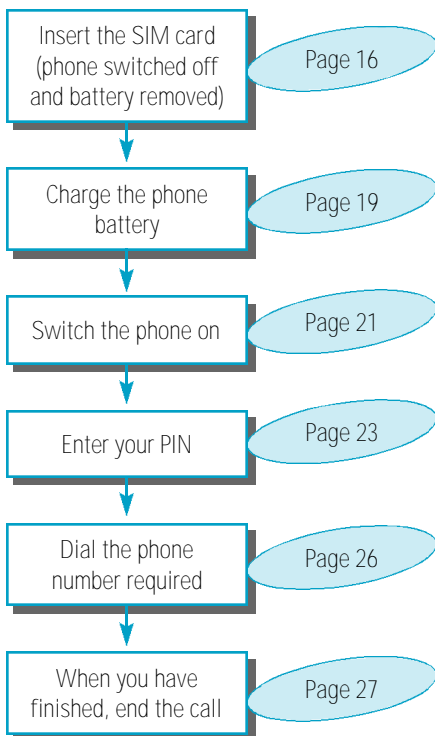 Insert the SIM card
(phone switched off
and battery removed)
Page 16
Charge the phone
battery
Page 19
Switch the phone on
Page 21
Enter your PIN
Page 23
Dial the phone
number required
Page 26
When you have
finished, end the call
Page 27